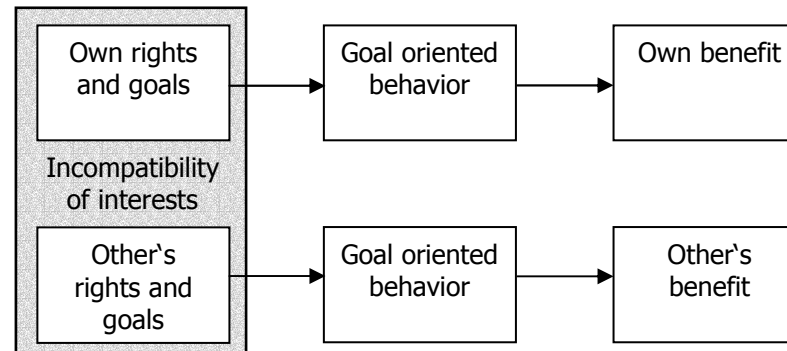 Own rights
and goals
Goal oriented
behavior
Own benefit
Incompatibility
of interests
Other‘s
rights and
goals
Goal oriented
behavior
Other‘s
benefit